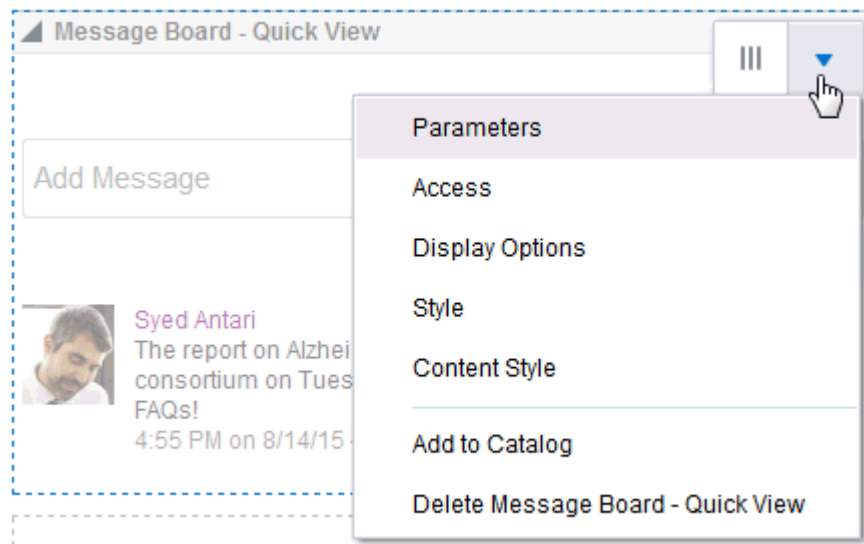 Message Board - Quick View
Parameters
Add Message
Access
Display Options
Style
Syed Antari
The report on Alzhei
Content Style
consortium on Tues
FAQs!
4:55 PM on 8/14/15
Add to Catalog
Delete Message Board - Quick View